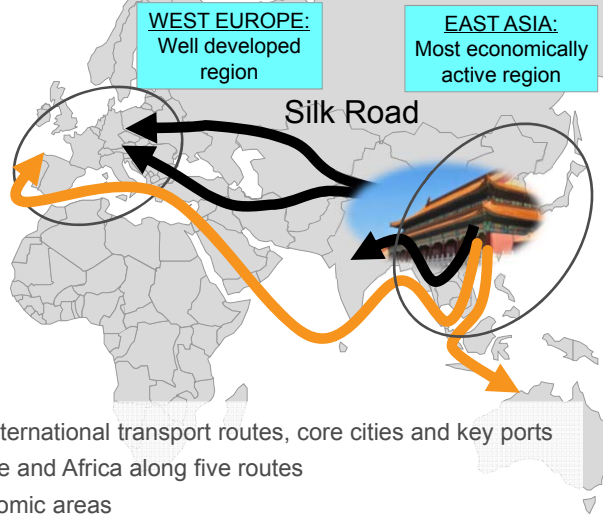 WEST EUROPE:
Well developed
region
EAST ASIA:
Most economically
active region
Silk Road
ternational transport routes, core cities and key ports
e and Africa along five routes
omic areas